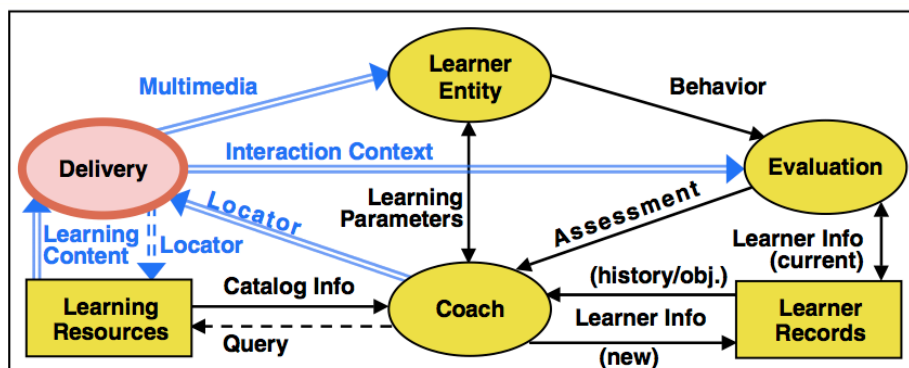 Learner
Entity
Multimedia
Behavior
Delivery
Interaction Context
Evaluation
Locator
Learning
Parameters
Assessment
Learning
Content
Locator
Learner Info
(current)
Learning
Resources
Catalog Info
Query
Coach
(history/obj.)
Learner Info
(new)
Learner
Records